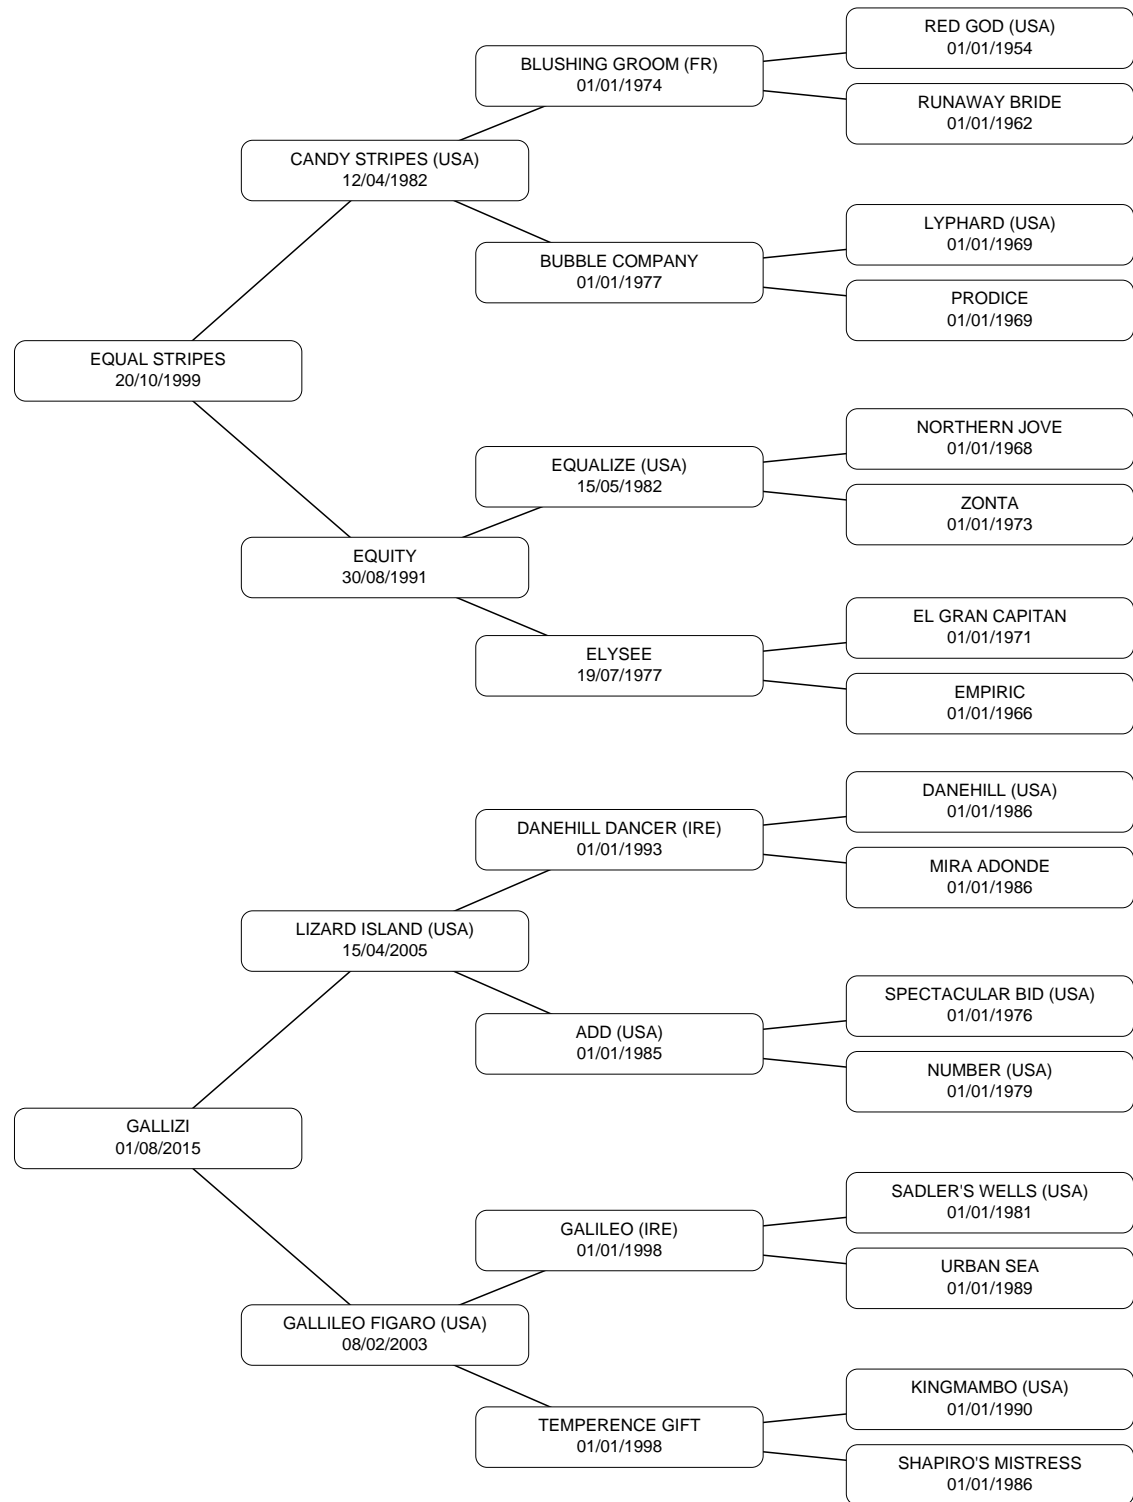 RED GOD (USA)
01/01/1954
BLUSHING GROOM (FR)
01/01/1974
RUNAWAY BRIDE
01/01/1962
CANDY STRIPES (USA)
12/04/1982
LYPHARD (USA)
01/01/1969
BUBBLE COMPANY
01/01/1977
PRODICE
01/01/1969
EQUAL STRIPES
20/10/1999
NORTHERN JOVE
01/01/1968
EQUALIZE (USA)
15/05/1982
ZONTA
01/01/1973
EQUITY
30/08/1991
EL GRAN CAPITAN
01/01/1971
ELYSEE
19/07/1977
EMPIRIC
01/01/1966
DANEHILL (USA)
01/01/1986
DANEHILL DANCER (IRE)
01/01/1993
MIRA ADONDE
01/01/1986
LIZARD ISLAND (USA)
15/04/2005
SPECTACULAR BID (USA)
01/01/1976
ADD (USA)
01/01/1985
NUMBER (USA)
01/01/1979
GALLIZI
01/08/2015
SADLER'S WELLS (USA)
01/01/1981
GALILEO (IRE)
01/01/1998
URBAN SEA
01/01/1989
GALLILEO FIGARO (USA)
08/02/2003
KINGMAMBO (USA)
01/01/1990
TEMPERENCE GIFT
01/01/1998
SHAPIRO'S MISTRESS
01/01/1986